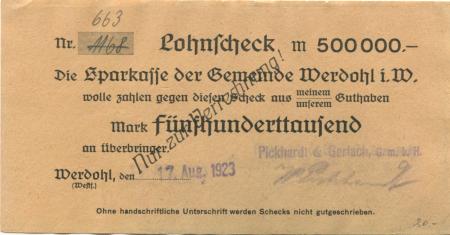 663
Nr. 1168 Lohnscheck M 500000.-
Die Sparkasse der Gemeinde Werdohl i.W.
wolle zahlen gegen diesen Scheck aus meinem
unserem Guthaben
Mark Fünfhunderttausend
an überbringer.
Nur zur Verrechnung!
Pickhardt & Gerlach, Gem. b. H.
Werdohl, den 17. Aug. 1923
(Westf.)
Ohne handschriftliche Unterschrift werden Schecks nicht gutgeschrieben.
20.-